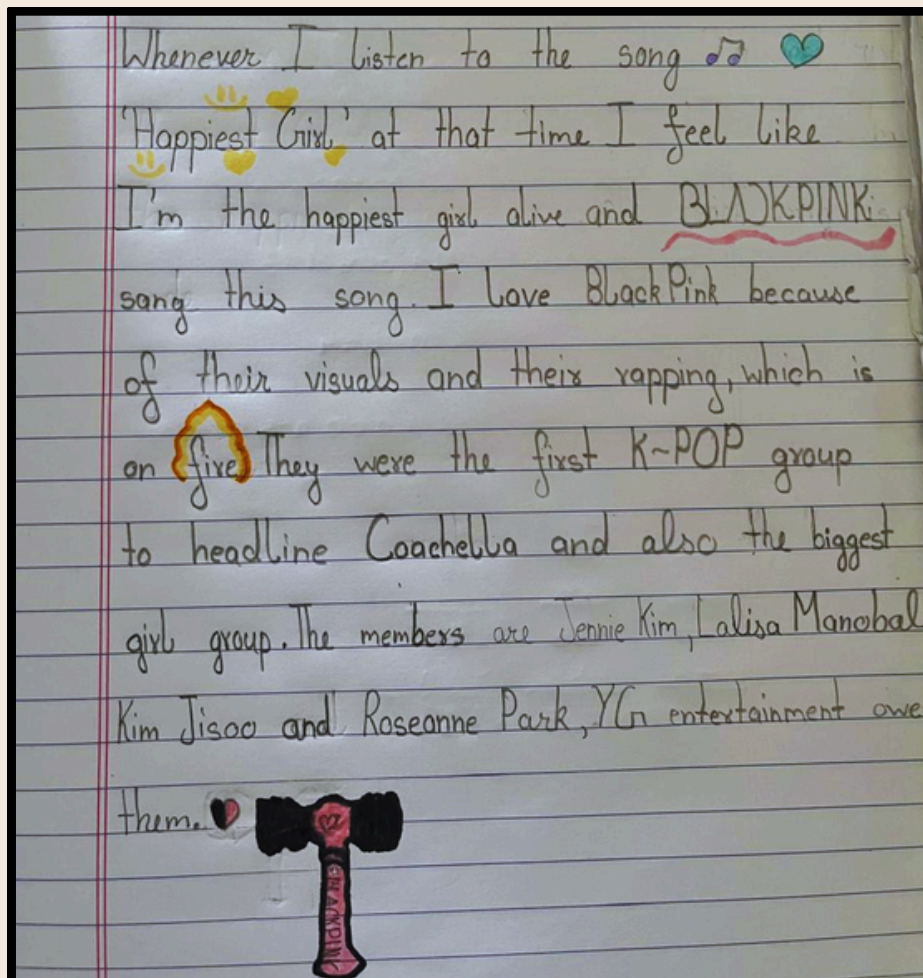 Whenever I listen to the song
'Happiest Girl' at that time I feel like
I'm the happiest girl alive and BLACKPINK
sang this song. I love BlackPink because
of their visuals and their rapping, which is
on fire They were the first K-POP group
to headline Coachella and also the biggest
girl group. The members are Jennie Kim, Lalisa Manobal
Kim Jisoo and Roseanne Park, YG entertainment owe
them.
BLACKPINK